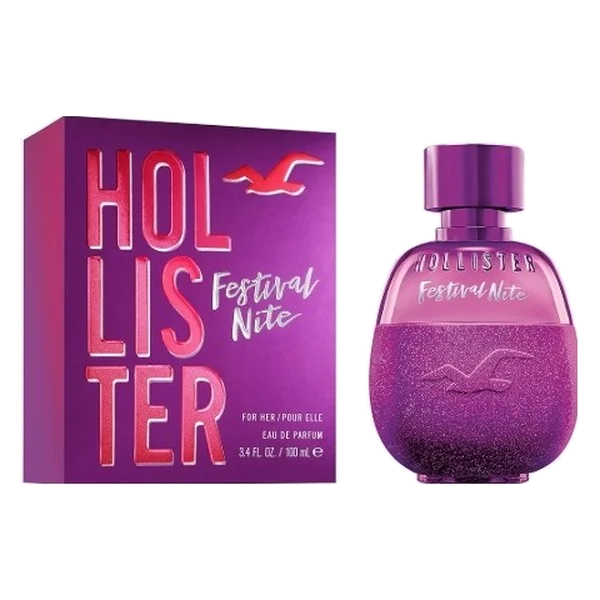 HOL
LIS
TER
Festival
Nite
FOR HER/POUR ELLE
EAU DE PARFUM
3.4 FL. OZ. / 100 mL ℮
HOLLISTER
Festival Nite